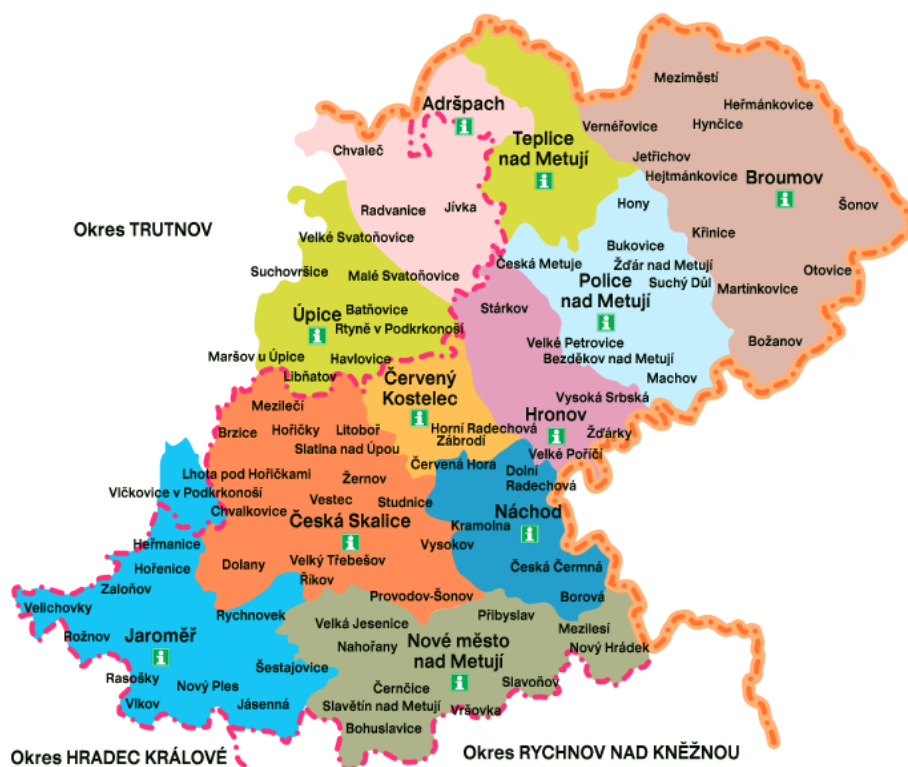 Meziměstí
Adršpach
Heřmánkovice
Vernéřovice
Hynčice
Teplice
nad Metují
Chvaleč
Jetřichov
Hejtmánkovice
Broumov
Hony
Šonov
Radvanice
Jívka
Okres TRUTNOV
Velké Svatoňovice
Bukovice
Křinice
Česká Metuje
Žďár nad Metují
Suchovršice
Malé Svatoňovice
Police
nad Metují
Suchý Důl
Otovice
Martínkovice
Stárkov
Batňovice
Úpice
Rtyně v Podkrkonoší
Velké Petrovice
Božanov
Maršov u Úpice
Havlovice
Bezděkov nad Metují
Libňatov
Červený
Kostelec
Machov
Mezilečí
Vysoká Srbská
Hronov
Brzice
Hořičky
Litoboř
Horní Radechová
Zábrodí
Žďárky
Slatina nad Úpou
Velké Poříčí
Červená Hora
Dolní
Radechová
Lhota pod Hořičkami
Žernov
Vlčkovice v Podkrkonoší
Vestec
Studnice
Chvalkovice
Náchod
Česká Skalice
Kramolna
Heřmanice
Vysokov
Hořenice
Dolany
Velký Třebešov
Česká Čermná
Říkov
Zaloňov
Provodov-Šonov
Borová
Velichovky
Rychnovek
Přibyslav
Velká Jesenice
Mezilesí
Rožnov
Jaroměř
Nahořany
Nové město
nad Metují
Nový Hrádek
Šestajovice
Rasošky
Nový Ples
Černčice
Slavoňov
Vlkov
Jásenná
Slavětín nad Metují
Vršovka
Bohuslavice
Okres HRADEC KRÁLOVÉ
Okres RYCHNOV NAD KNĚŽNOU